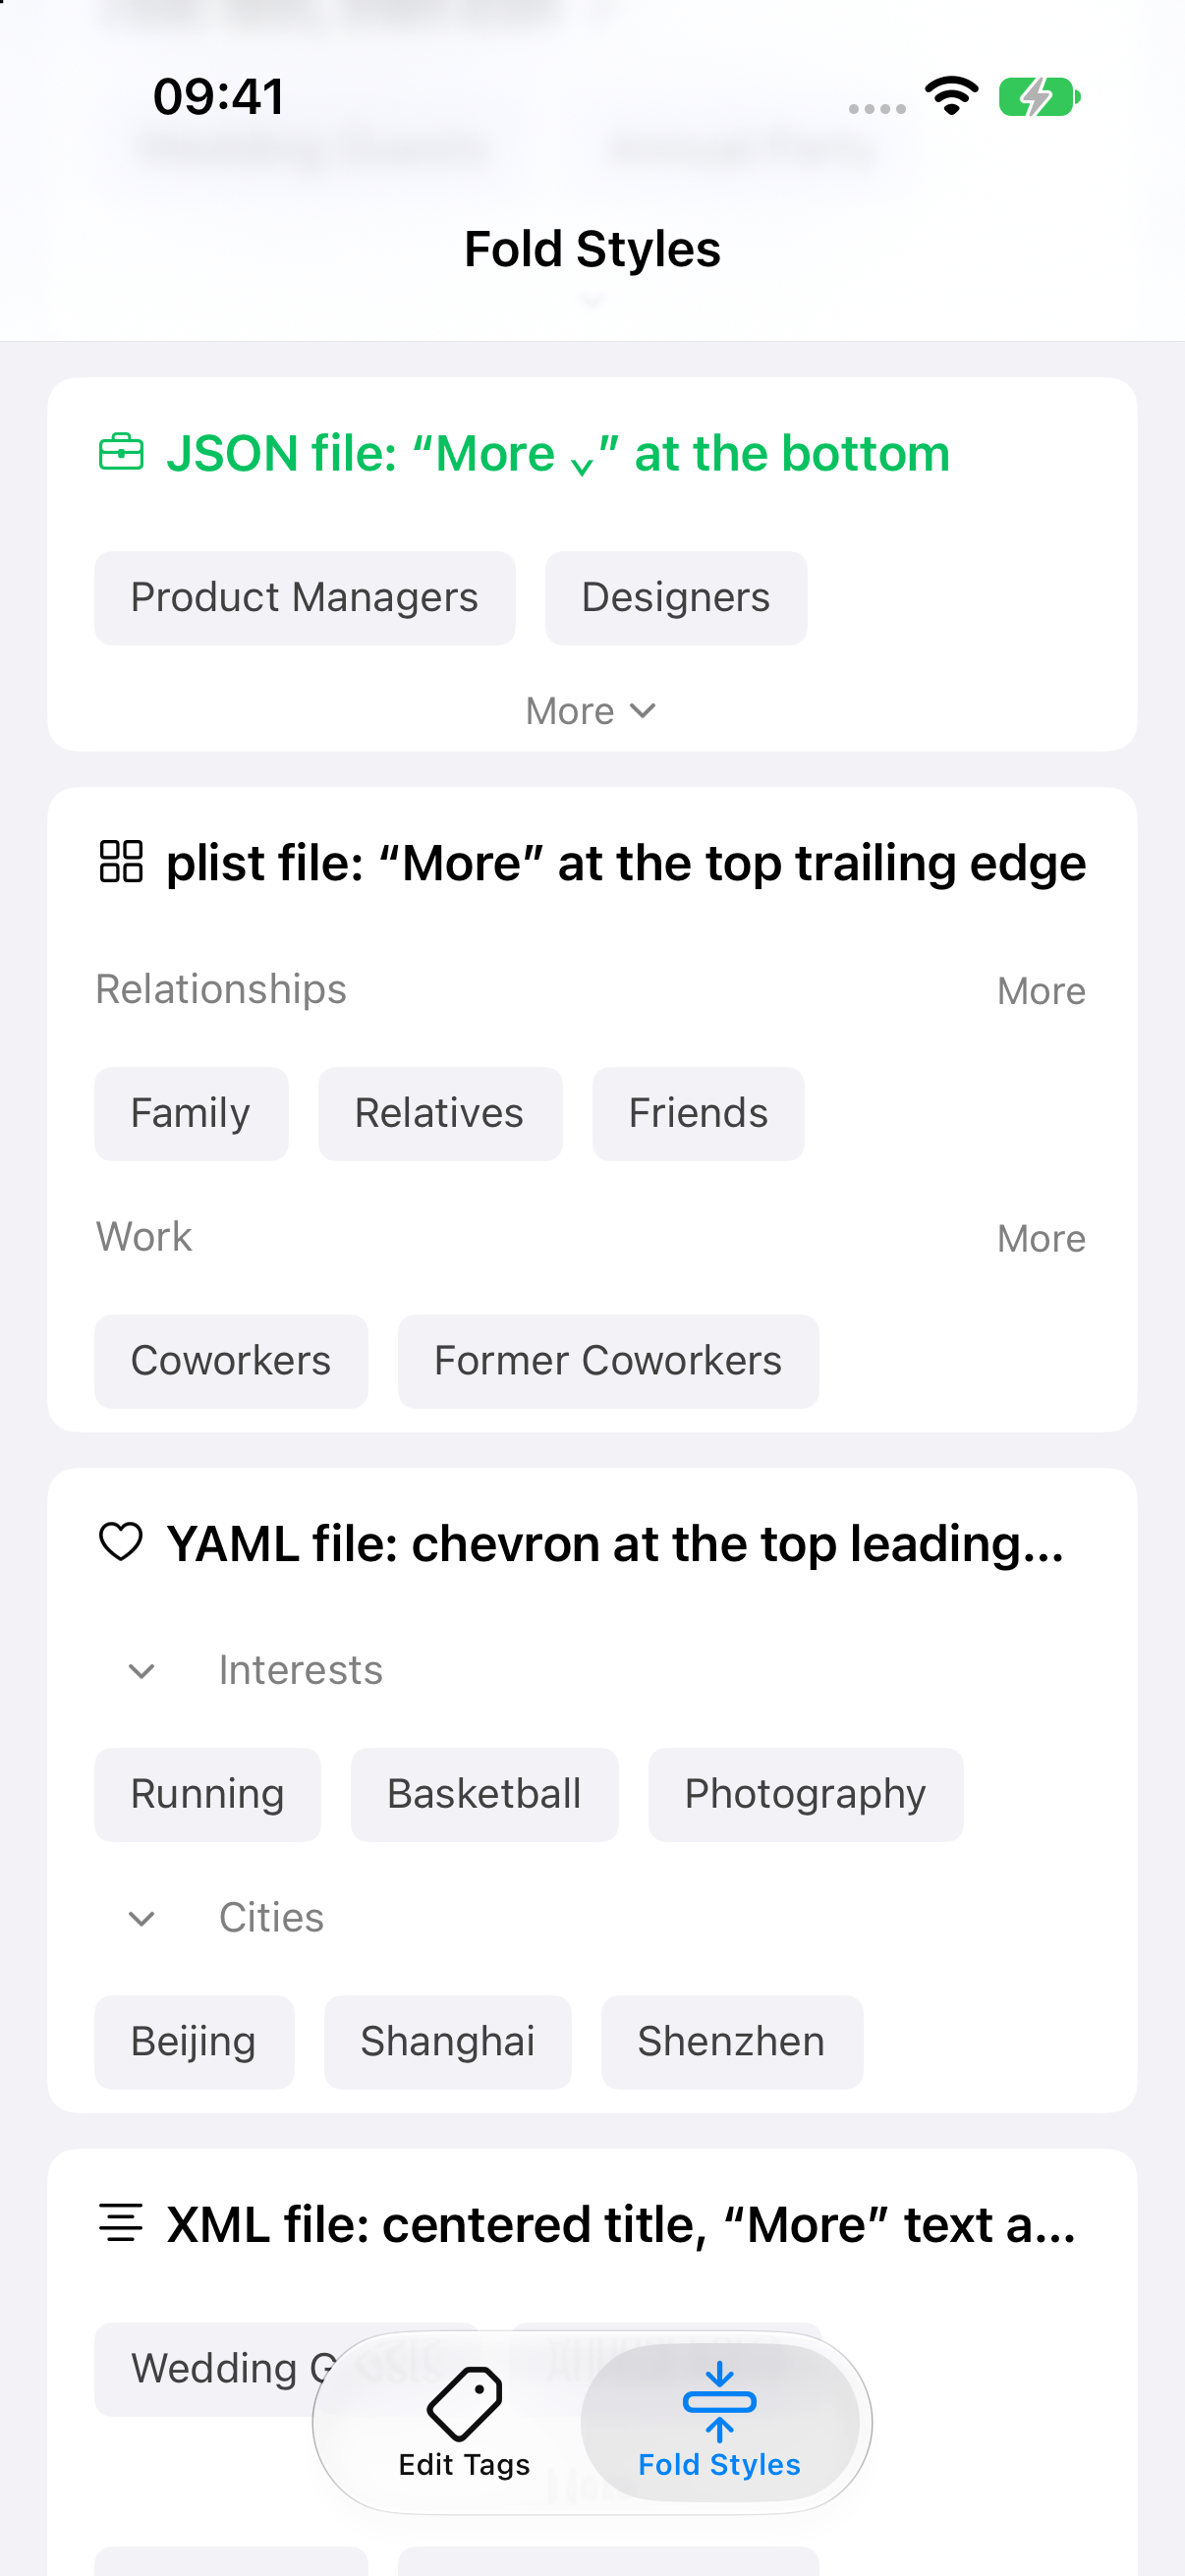 09:41
Fold Styles
JSON file: “More ⌄” at the bottom
Product Managers
Designers
More
plist file: “More” at the top trailing edge
Relationships
More
Family
Relatives
Friends
Work
More
Coworkers
Former Coworkers
YAML file: chevron at the top leading...
Interests
Running
Basketball
Photography
Cities
Beijing
Shanghai
Shenzhen
XML file: centered title, “More” text a...
Wedding G
Edit Tags
Fold Styles